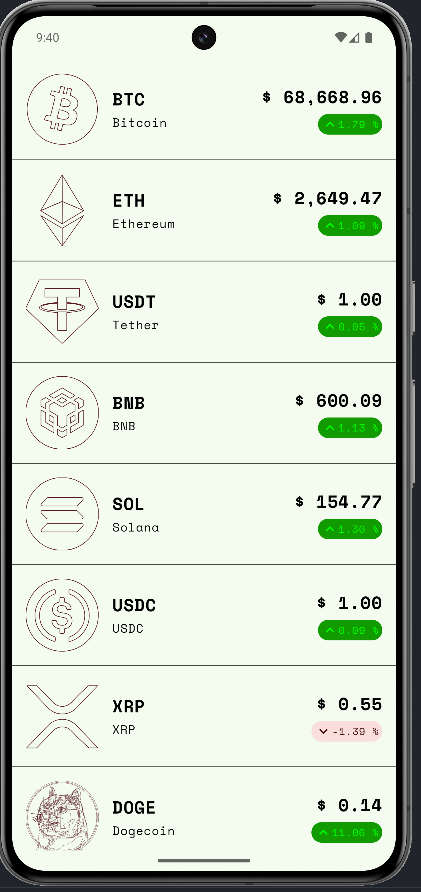 9:40
BTC
Bitcoin
$ 68,668.96
1.79 %
ETH
Ethereum
$ 2,649.47
1.09 %
USDT
Tether
$ 1.00
0.05 %
BNB
BNB
$ 600.09
1.13 %
SOL
Solana
$ 154.77
1.30 %
USDC
USDC
$ 1.00
0.09 %
XRP
XRP
$ 0.55
-1.39 %
DOGE
Dogecoin
$ 0.14
11.06 %